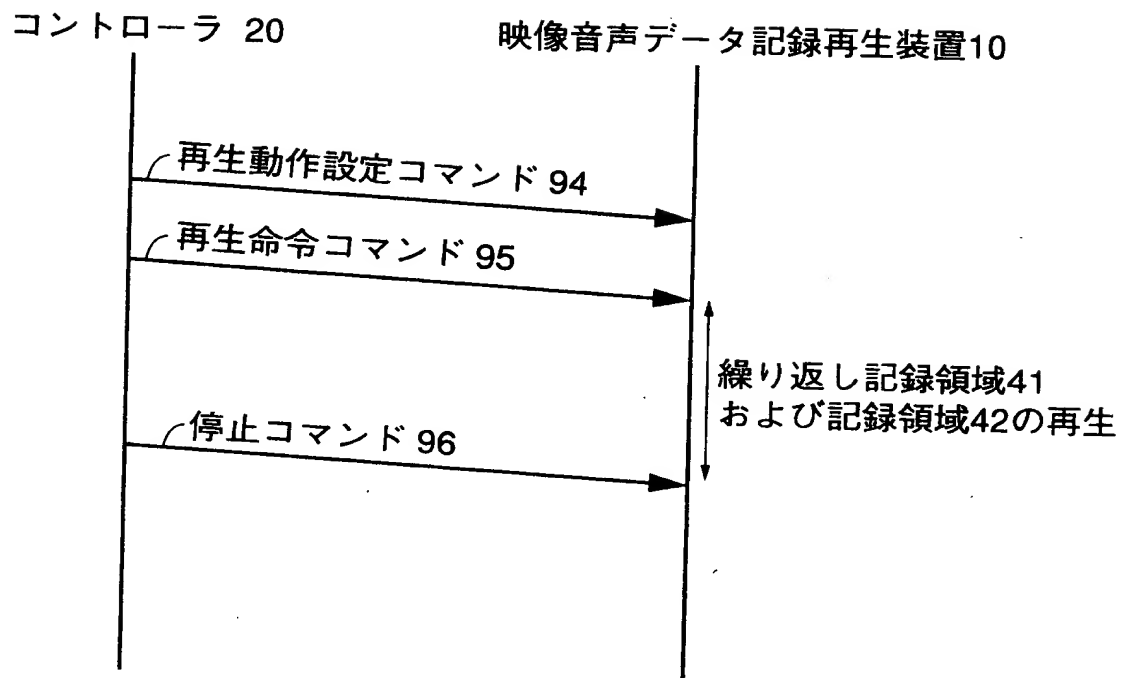 コントローラ 20
映像音声データ記録再生装置10
再生動作設定コマンド 94
再生命令コマンド 95
繰り返し記録領域41
および記録領域42の再生
停止コマンド 96